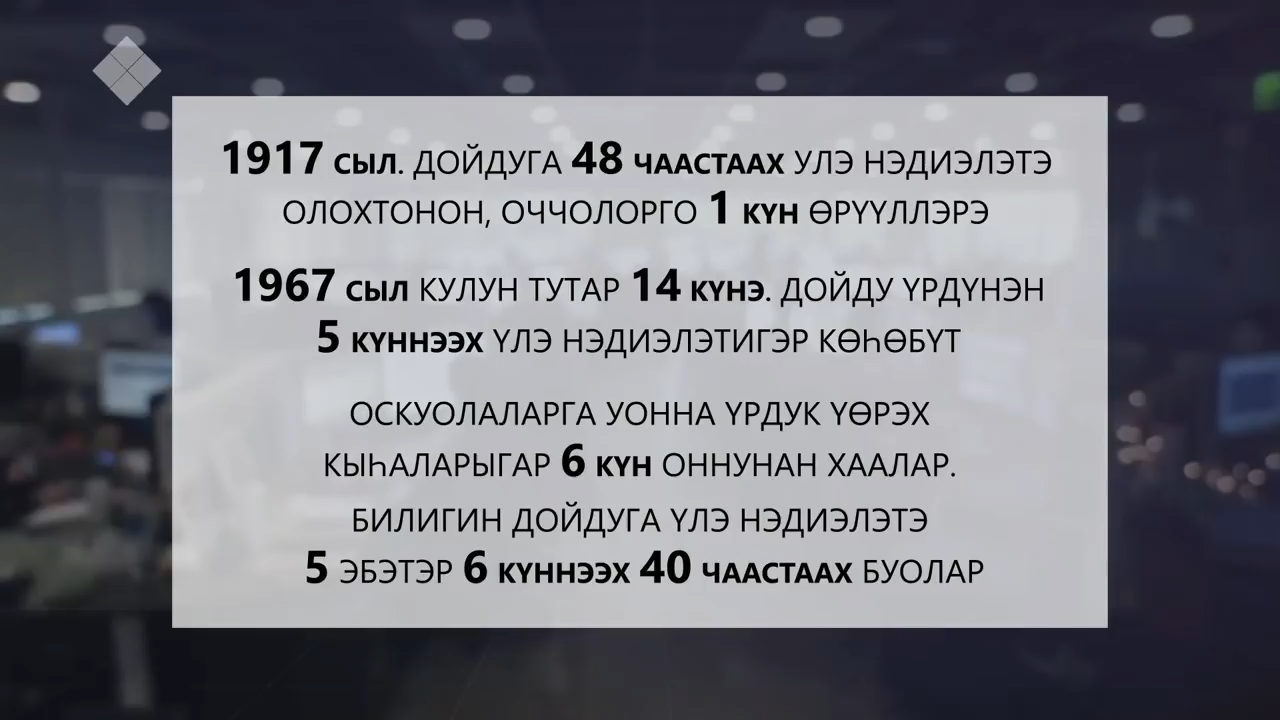 1917 СЫЛ. ДОЙДУГА 48 ЧААСТААХ УЛЭ НЭДИЭЛЭТЭ
ОЛОХТОНОН, ОЧЧОЛОРГО 1 КҮН ӨРҮҮЛЛЭРЭ
1967 СЫЛ КУЛУН ТУТАР 14 КҮНЭ. ДОЙДУ ҮРДҮНЭН
5 КҮННЭЭХ ҮЛЭ НЭДИЭЛЭТИГЭР КӨҺӨБҮТ
ОСКУОЛАЛАРГА УОННА ҮРДУК ҮӨРЭХ
КЫҺАЛАРЫГАР 6 КҮН ОННУНАН ХААЛАР.
БИЛИГИН ДОЙДУГА ҮЛЭ НЭДИЭЛЭТЭ
5 ЭБЭТЭР 6 КҮННЭЭХ 40 ЧААСТААХ БУОЛАР